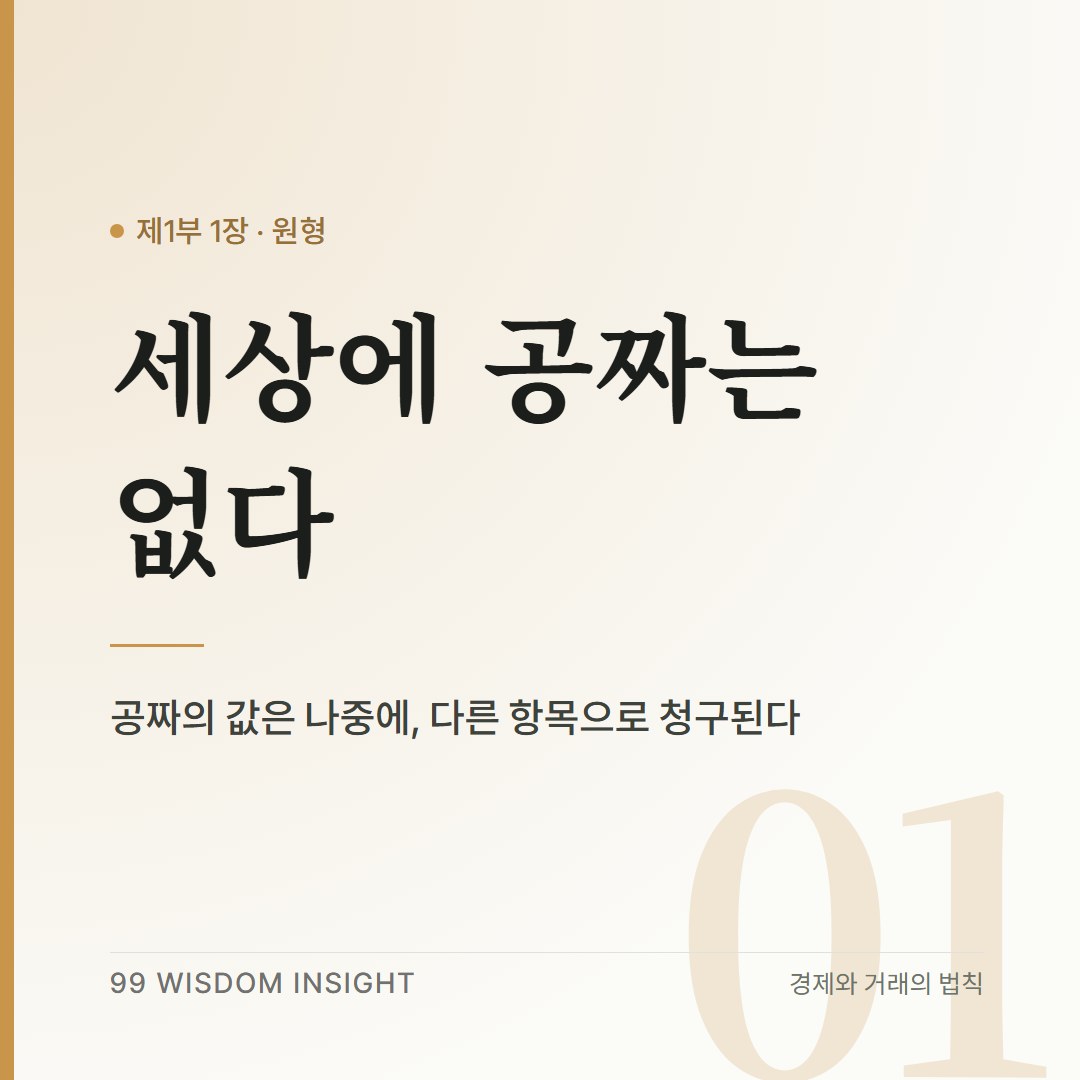 제1부 1장 · 원형
세상에 공짜는
없다
공짜의 값은 나중에, 다른 항목으로 청구된다
01
99 WISDOM INSIGHT
경제와 거래의 법칙